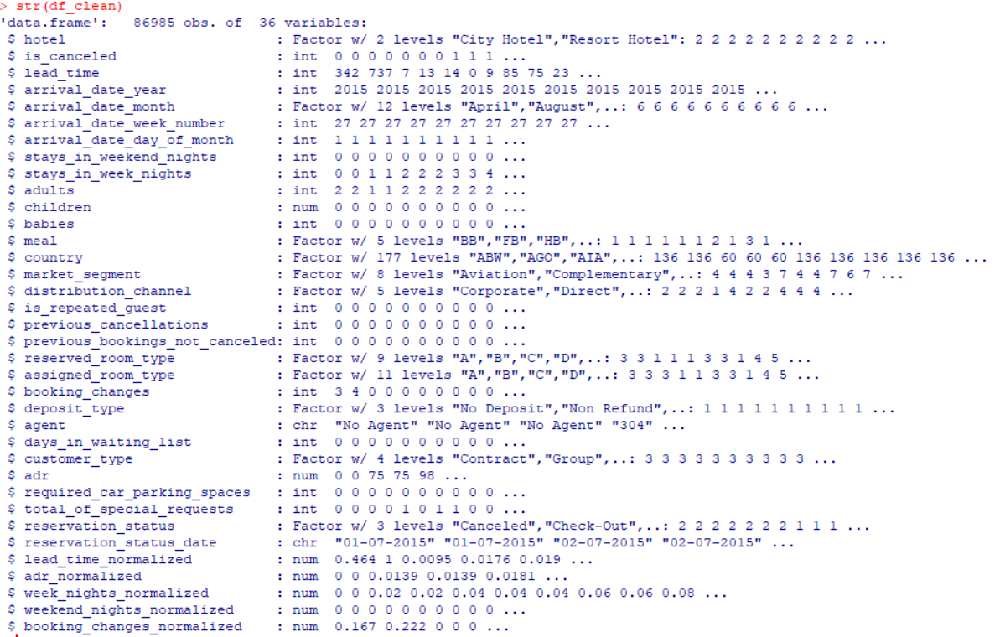 > str(df_clean)
'data.frame':   86985 obs. of  36 variables:
 $ hotel                         : Factor w/ 2 levels "City Hotel","Resort Hotel": 2 2 2 2 2 2 2 2 2 2 ...
 $ is_canceled                   : int  0 0 0 0 0 0 0 1 1 1 ...
 $ lead_time                     : int  342 737 7 13 14 0 9 85 75 23 ...
 $ arrival_date_year             : int  2015 2015 2015 2015 2015 2015 2015 2015 2015 2015 ...
 $ arrival_date_month            : Factor w/ 12 levels "April","August",..: 6 6 6 6 6 6 6 6 6 6 ...
 $ arrival_date_week_number      : int  27 27 27 27 27 27 27 27 27 27 ...
 $ arrival_date_day_of_month     : int  1 1 1 1 1 1 1 1 1 1 ...
 $ stays_in_weekend_nights       : int  0 0 0 0 0 0 0 0 0 0 ...
 $ stays_in_week_nights          : int  0 0 1 1 2 2 2 3 3 4 ...
 $ adults                        : int  2 2 1 1 2 2 2 2 2 2 ...
 $ children                      : num  0 0 0 0 0 0 0 0 0 0 ...
 $ babies                        : int  0 0 0 0 0 0 0 0 0 0 ...
 $ meal                          : Factor w/ 5 levels "BB","FB","HB",..: 1 1 1 1 1 1 2 1 3 1 ...
 $ country                       : Factor w/ 177 levels "ABW","AGO","AIA",..: 136 136 60 60 60 136 136 136 136 136 ...
 $ market_segment                : Factor w/ 8 levels "Aviation","Complementary",..: 4 4 4 3 7 4 4 7 6 7 ...
 $ distribution_channel          : Factor w/ 5 levels "Corporate","Direct",..: 2 2 2 1 4 2 2 4 4 4 ...
 $ is_repeated_guest             : int  0 0 0 0 0 0 0 0 0 0 ...
 $ previous_cancellations        : int  0 0 0 0 0 0 0 0 0 0 ...
 $ previous_bookings_not_canceled: int  0 0 0 0 0 0 0 0 0 0 ...
 $ reserved_room_type            : Factor w/ 9 levels "A","B","C","D",..: 3 3 1 1 1 3 3 1 4 5 ...
 $ assigned_room_type            : Factor w/ 11 levels "A","B","C","D",..: 3 3 3 1 1 3 3 1 4 5 ...
 $ booking_changes               : int  3 4 0 0 0 0 0 0 0 0 ...
 $ deposit_type                  : Factor w/ 3 levels "No Deposit","Non Refund",..: 1 1 1 1 1 1 1 1 1 1 ...
 $ agent                         : chr  "No Agent" "No Agent" "No Agent" "304" ...
 $ days_in_waiting_list          : int  0 0 0 0 0 0 0 0 0 0 ...
 $ customer_type                 : Factor w/ 4 levels "Contract","Group",..: 3 3 3 3 3 3 3 3 3 3 ...
 $ adr                           : num  0 0 75 75 98 ...
 $ required_car_parking_spaces   : int  0 0 0 0 0 0 0 0 0 0 ...
 $ total_of_special_requests     : int  0 0 0 0 1 0 1 1 0 0 ...
 $ reservation_status            : Factor w/ 3 levels "Canceled","Check-Out",..: 2 2 2 2 2 2 2 1 1 1 ...
 $ reservation_status_date       : chr  "01-07-2015" "01-07-2015" "02-07-2015" "02-07-2015" ...
 $ lead_time_normalized          : num  0.464 1 0.0095 0.0176 0.019 ...
 $ adr_normalized                : num  0 0 0.0139 0.0139 0.0181 ...
 $ week_nights_normalized        : num  0 0 0.02 0.02 0.04 0.04 0.04 0.06 0.06 0.08 ...
 $ weekend_nights_normalized     : num  0 0 0 0 0 0 0 0 0 0 ...
 $ booking_changes_normalized    : num  0.167 0.222 0 0 0 ...